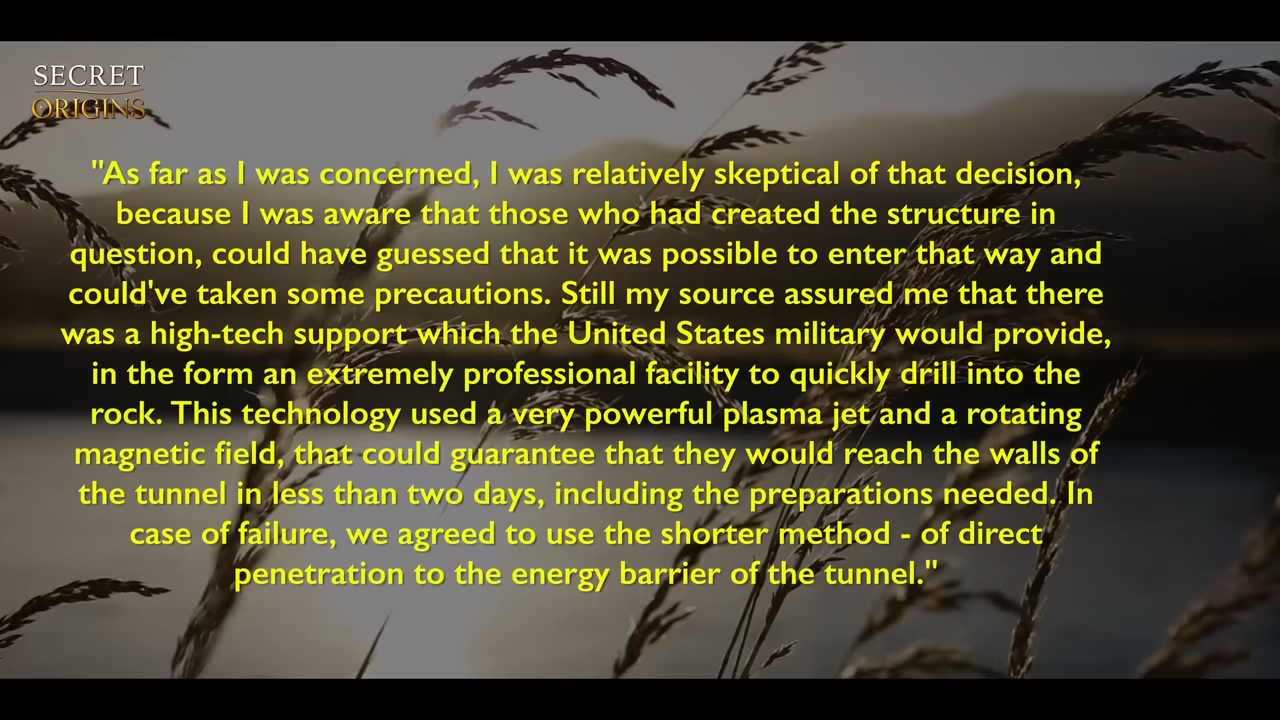 SECRET
ORIGINS
"As far as I was concerned, I was relatively skeptical of that decision,
because I was aware that those who had created the structure in
question, could have guessed that it was possible to enter that way and
could've taken some precautions. Still my source assured me that there
was a high-tech support which the United States military would provide,
in the form an extremely professional facility to quickly drill into the
rock. This technology used a very powerful plasma jet and a rotating
magnetic field, that could guarantee that they would reach the walls of
the tunnel in less than two days, including the preparations needed. In
case of failure, we agreed to use the shorter method - of direct
penetration to the energy barrier of the tunnel."